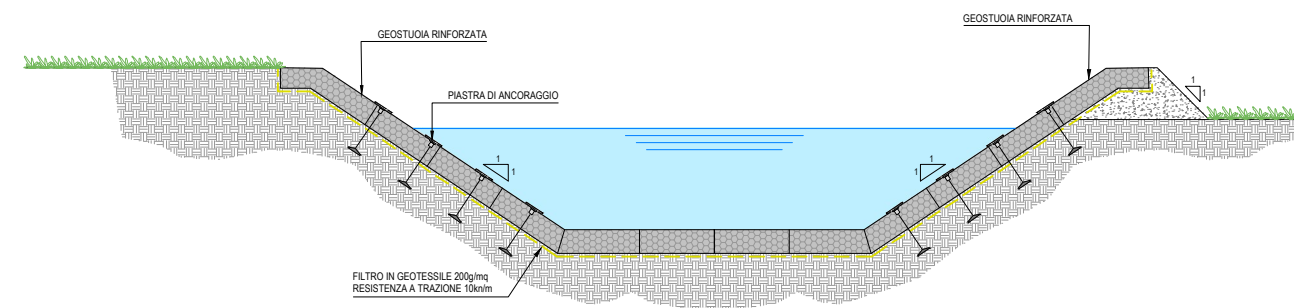 GEOSTUOIA RINFORZATA
GEOSTUOIA RINFORZATA
PIASTRA DI ANCORAGGIO
1
1
1
1
1
1
FILTRO IN GEOTESSILE 200g/mq
RESISTENZA A TRAZIONE 10kn/m